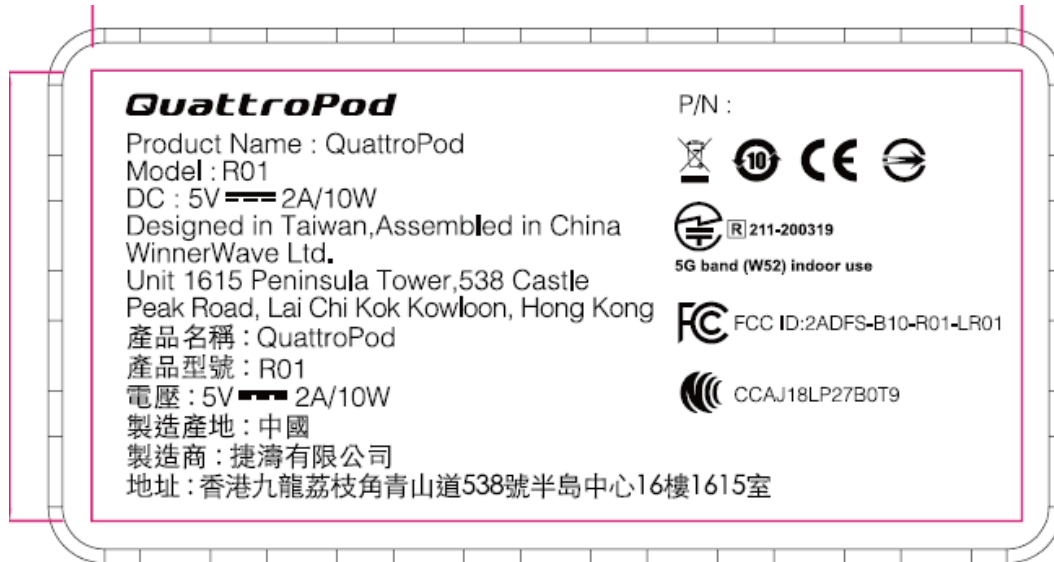 QuattroPod
Product Name : QuattroPod
Model : R01
DC : 5V 2A/10W
Designed in Taiwan,Assembled in China
WinnerWave Ltd.
Unit 1615 Peninsula Tower,538 Castle
Peak Road, Lai Chi Kok Kowloon, Hong Kong
產品名稱：QuattroPod
產品型號：R01
電壓：5V 2A/10W
製造產地：中國
製造商：捷濤有限公司
地址：香港九龍荔枝角青山道538號半島中心16樓1615室
P/N :
10 CE
R 211-200319
5G band (W52) indoor use
FC FCC ID:2ADFS-B10-R01-LR01
CCAJ18LP27B0T9